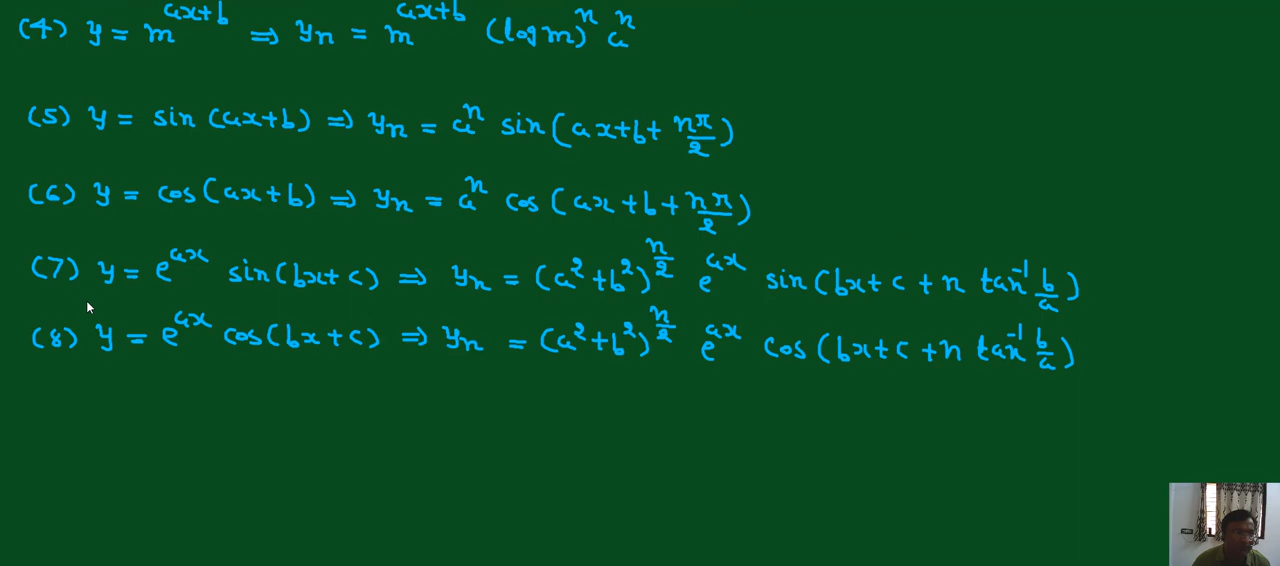 (4) y = m^{ax+b} ⇒ yₙ = m^{ax+b} (log m)^n a^n
(5) y = sin (ax+b) ⇒ yₙ = a^n sin(ax+b+ nπ/2)
(6) y = cos(ax+b) ⇒ yₙ = a^n cos (ax+b+ nπ/2)
(7) y = e^{ax} sin(bx+c) ⇒ yₙ = (a²+b²)^{n/2} e^{ax} sin(bx+c+n tan⁻¹ b/a)
(8) y = e^{ax} cos(bx+c) ⇒ yₙ = (a²+b²)^{n/2} e^{ax} cos (bx+c+n tan⁻¹ b/a)